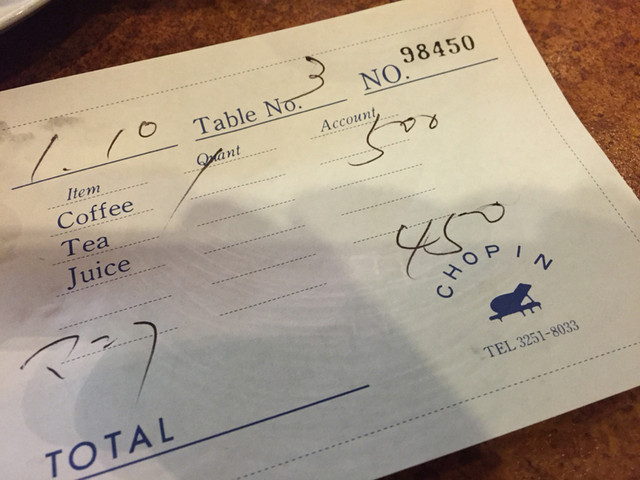 1.10 Table No. 3 NO. 98450
Item Quant Account
Coffee 1 500
Tea
Juice
450
CHOPIN
TEL 3251-8033
TOTAL